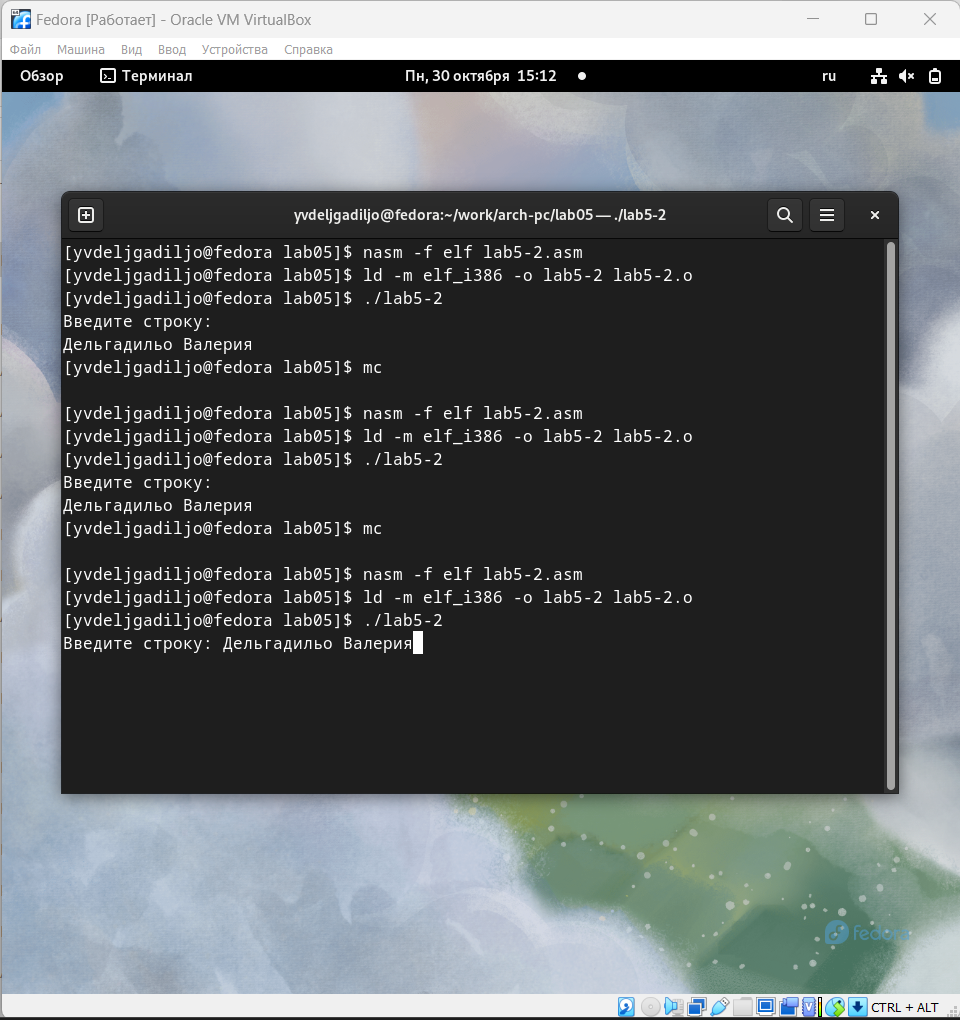 Fedora [Работает] - Oracle VM VirtualBox
Файл Машина Вид Ввод Устройства Справка
Обзор Терминал Пн, 30 октября 15:12 ru
yvdeljgadiljo@fedora:~/work/arch-pc/lab05 — ./lab5-2
[yvdeljgadiljo@fedora lab05]$ nasm -f elf lab5-2.asm
[yvdeljgadiljo@fedora lab05]$ ld -m elf_i386 -o lab5-2 lab5-2.o
[yvdeljgadiljo@fedora lab05]$ ./lab5-2
Введите строку:
Дельгадильо Валерия
[yvdeljgadiljo@fedora lab05]$ mc
[yvdeljgadiljo@fedora lab05]$ nasm -f elf lab5-2.asm
[yvdeljgadiljo@fedora lab05]$ ld -m elf_i386 -o lab5-2 lab5-2.o
[yvdeljgadiljo@fedora lab05]$ ./lab5-2
Введите строку:
Дельгадильо Валерия
[yvdeljgadiljo@fedora lab05]$ mc
[yvdeljgadiljo@fedora lab05]$ nasm -f elf lab5-2.asm
[yvdeljgadiljo@fedora lab05]$ ld -m elf_i386 -o lab5-2 lab5-2.o
[yvdeljgadiljo@fedora lab05]$ ./lab5-2
Введите строку: Дельгадильо Валерия
fedora
CTRL + ALT